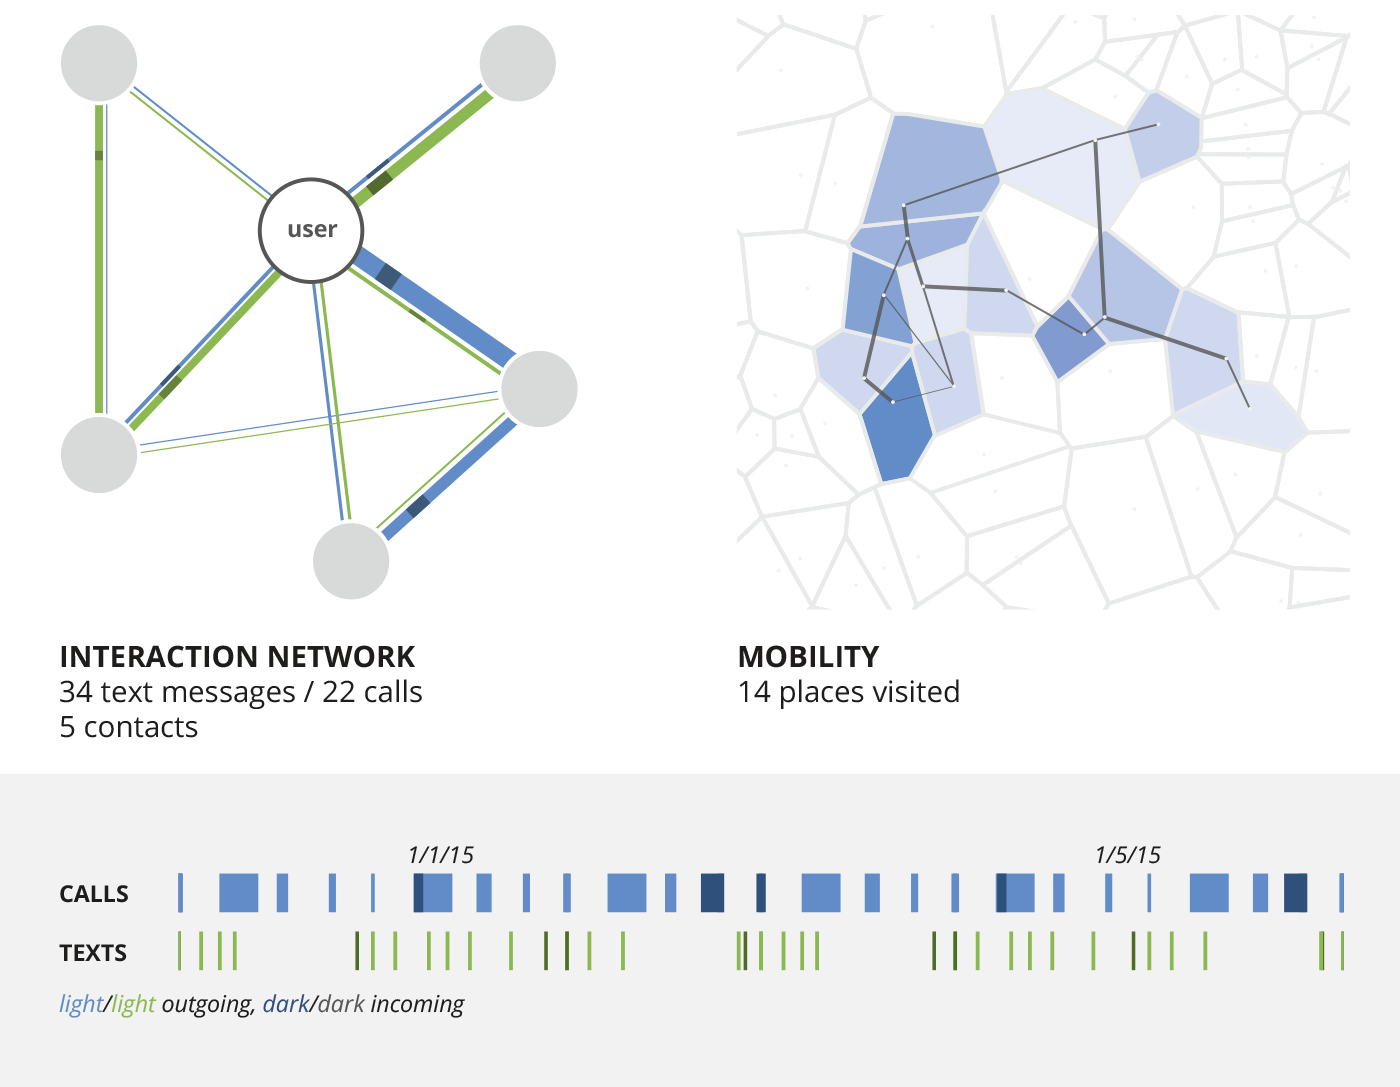 user
INTERACTION NETWORK
34 text messages / 22 calls
5 contacts
MOBILITY
14 places visited
1/1/15
1/5/15
CALLS
TEXTS
light/light outgoing, dark/dark incoming